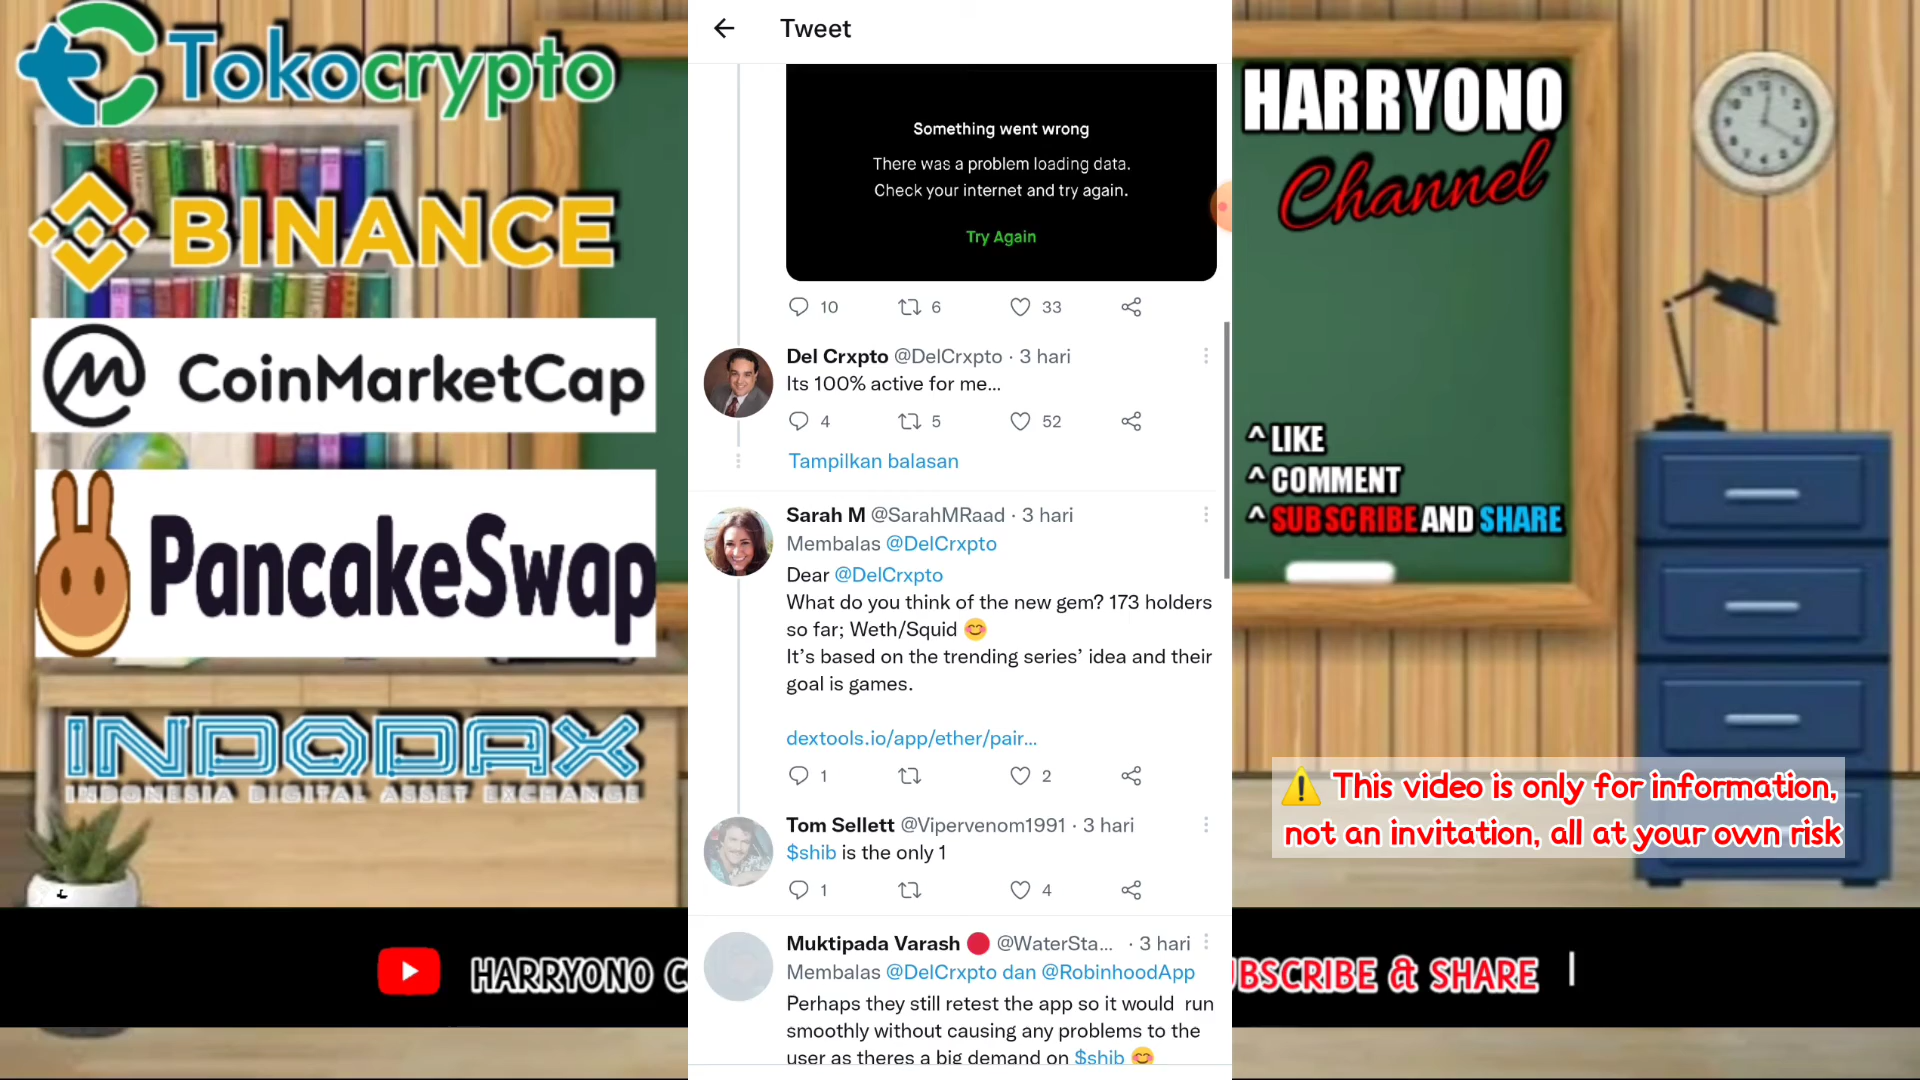 Tokocrypto
BINANCE
CoinMarketCap
PancakeSwap
INDODAX
INDONESIA DIGITAL ASSET EXCHANGE
Tweet
Something went wrong
There was a problem loading data.
Check your internet and try again.
Try Again
10 6 33
Del Crxpto @DelCrxpto · 3 hari
Its 100% active for me...
4 5 52
Tampilkan balasan
Sarah M @SarahMRaad · 3 hari
Membalas @DelCrxpto
Dear @DelCrxpto
What do you think of the new gem? 173 holders
so far; Weth/Squid 😊
It’s based on the trending series’ idea and their
goal is games.
dextools.io/app/ether/pair...
1 2
Tom Sellett @Vipervenom1991 · 3 hari
$shib is the only 1
1 4
Muktipada Varash 🔴 @WaterSta... · 3 hari
Membalas @DelCrxpto dan @RobinhoodApp
Perhaps they still retest the app so it would run
smoothly without causing any problems to the
user as theres a big demand on $shib 😊
HARRYONO
Channel
^ LIKE
^ COMMENT
^ SUBSCRIBE AND SHARE
⚠️ This video is only for information,
not an invitation, all at your own risk
HARRYONO C
UBSCRIBE & SHARE |